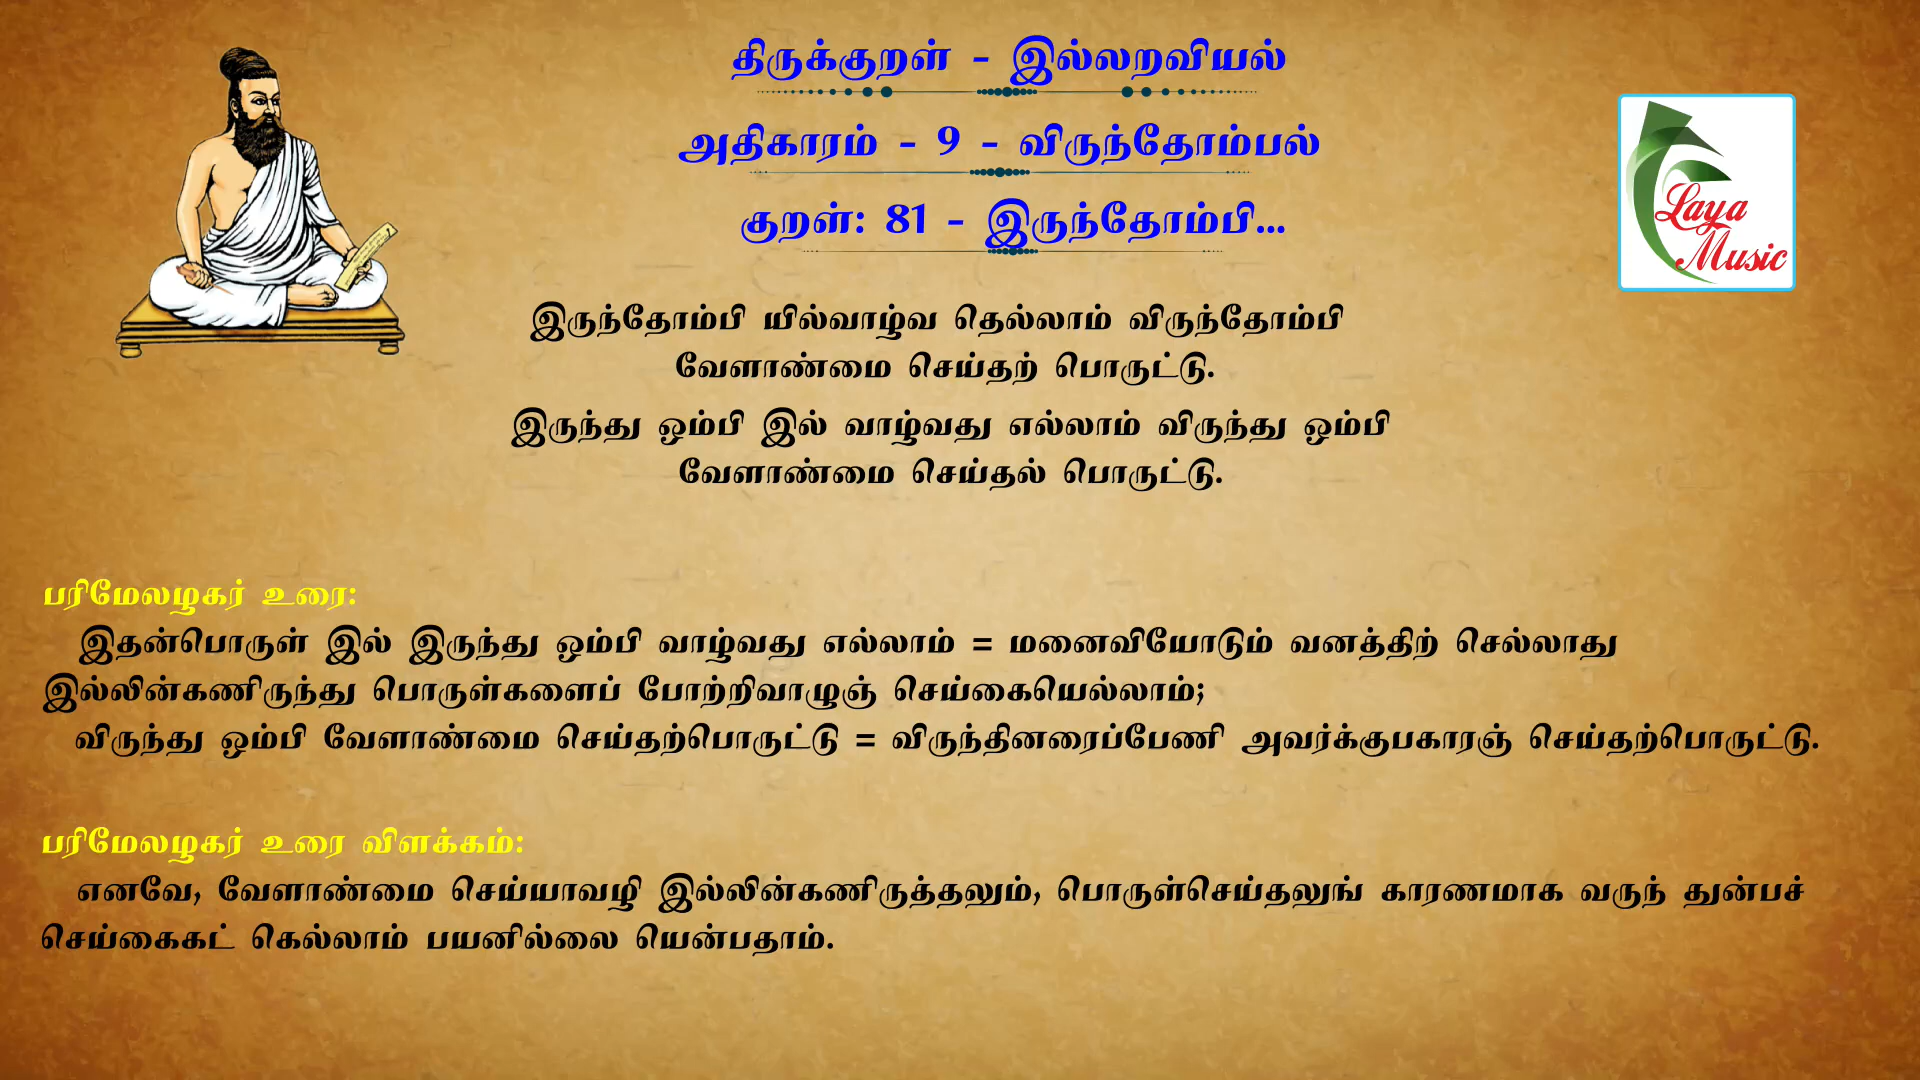 திருக்குறள் - இல்லறவியல்
அதிகாரம் - 9 - விருந்தோம்பல்
குறள்: 81 - இருந்தோம்பி...
Laya
Music
இருந்தோம்பி யில்வாழ்வ தெல்லாம் விருந்தோம்பி
வேளாண்மை செய்தற் பொருட்டு.
இருந்து ஓம்பி இல் வாழ்வது எல்லாம் விருந்து ஓம்பி
வேளாண்மை செய்தல் பொருட்டு.
பரிமேலழகர் உரை:
இதன்பொருள் இல் இருந்து ஓம்பி வாழ்வது எல்லாம் = மனைவியோடும் வனத்திற் செல்லாது
இல்லின்கணிருந்து பொருள்களைப் போற்றிவாழுஞ் செய்கையெல்லாம்;
விருந்து ஓம்பி வேளாண்மை செய்தற்பொருட்டு = விருந்தினரைப்பேணி அவர்க்குபகாரஞ் செய்தற்பொருட்டு.
பரிமேலழகர் உரை விளக்கம்:
எனவே, வேளாண்மை செய்யாவழி இல்லின்கணிருத்தலும், பொருள்செய்தலுங் காரணமாக வருந் துன்பச்
செய்கைகட் கெல்லாம் பயனில்லை யென்பதாம்.